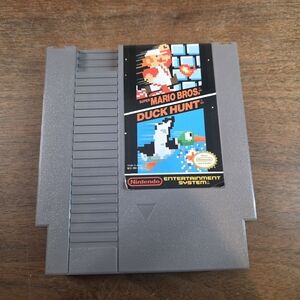 SUPER MARIO BROS.
DUCK HUNT
Nintendo
ENTERTAINMENT
SYSTEM